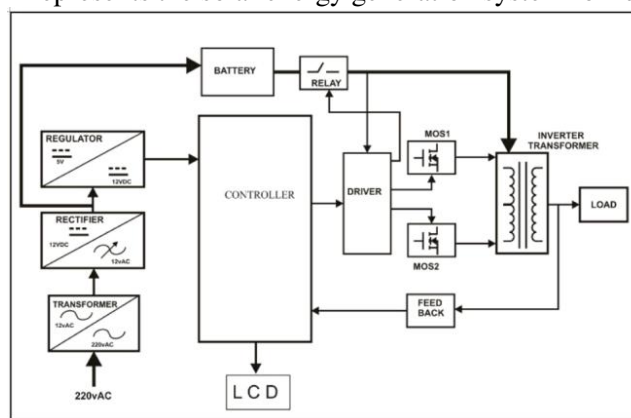 BATTERY
RELAY
REGULATOR
5V
12VDC
CONTROLLER
DRIVER
MOS1
MOS2
INVERTER
TRANSFORMER
LOAD
RECTIFIER
12VDC
12vAC
TRANSFORMER
12vAC
220vAC
FEED
BACK
220vAC
LCD